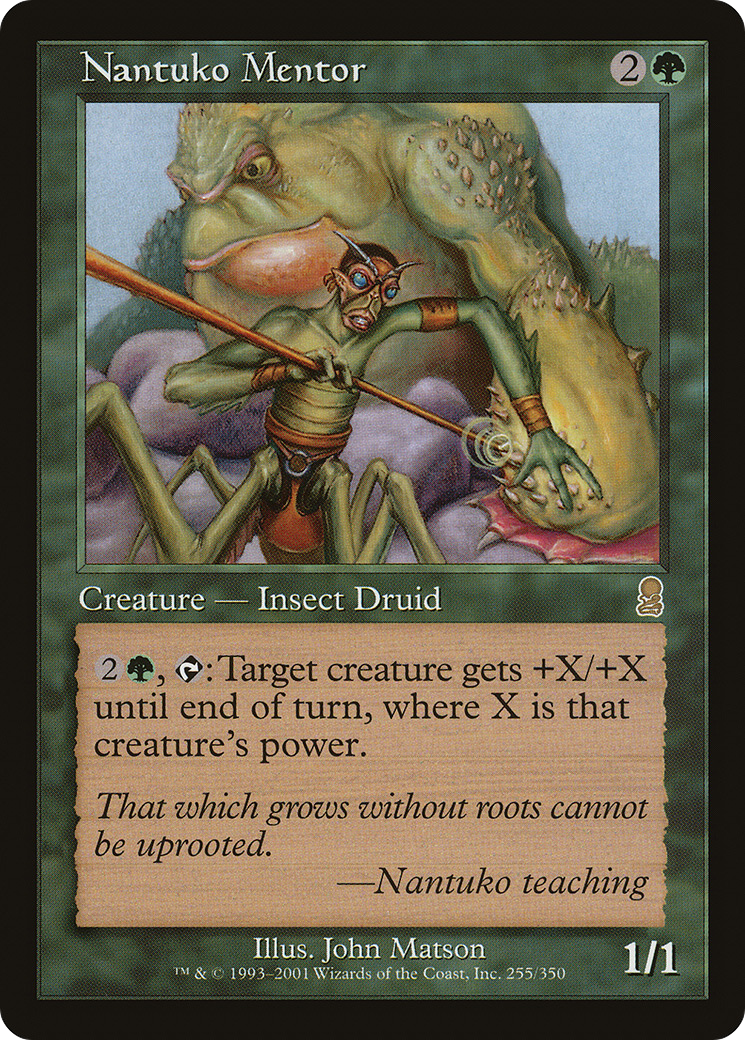 Nantuko Mentor 2
Creature — Insect Druid
2, : Target creature gets +X/+X
until end of turn, where X is that
creature's power.
That which grows without roots cannot
be uprooted.
—Nantuko teaching
Illus. John Matson
™ & © 1993–2001 Wizards of the Coast, Inc. 255/350
1/1